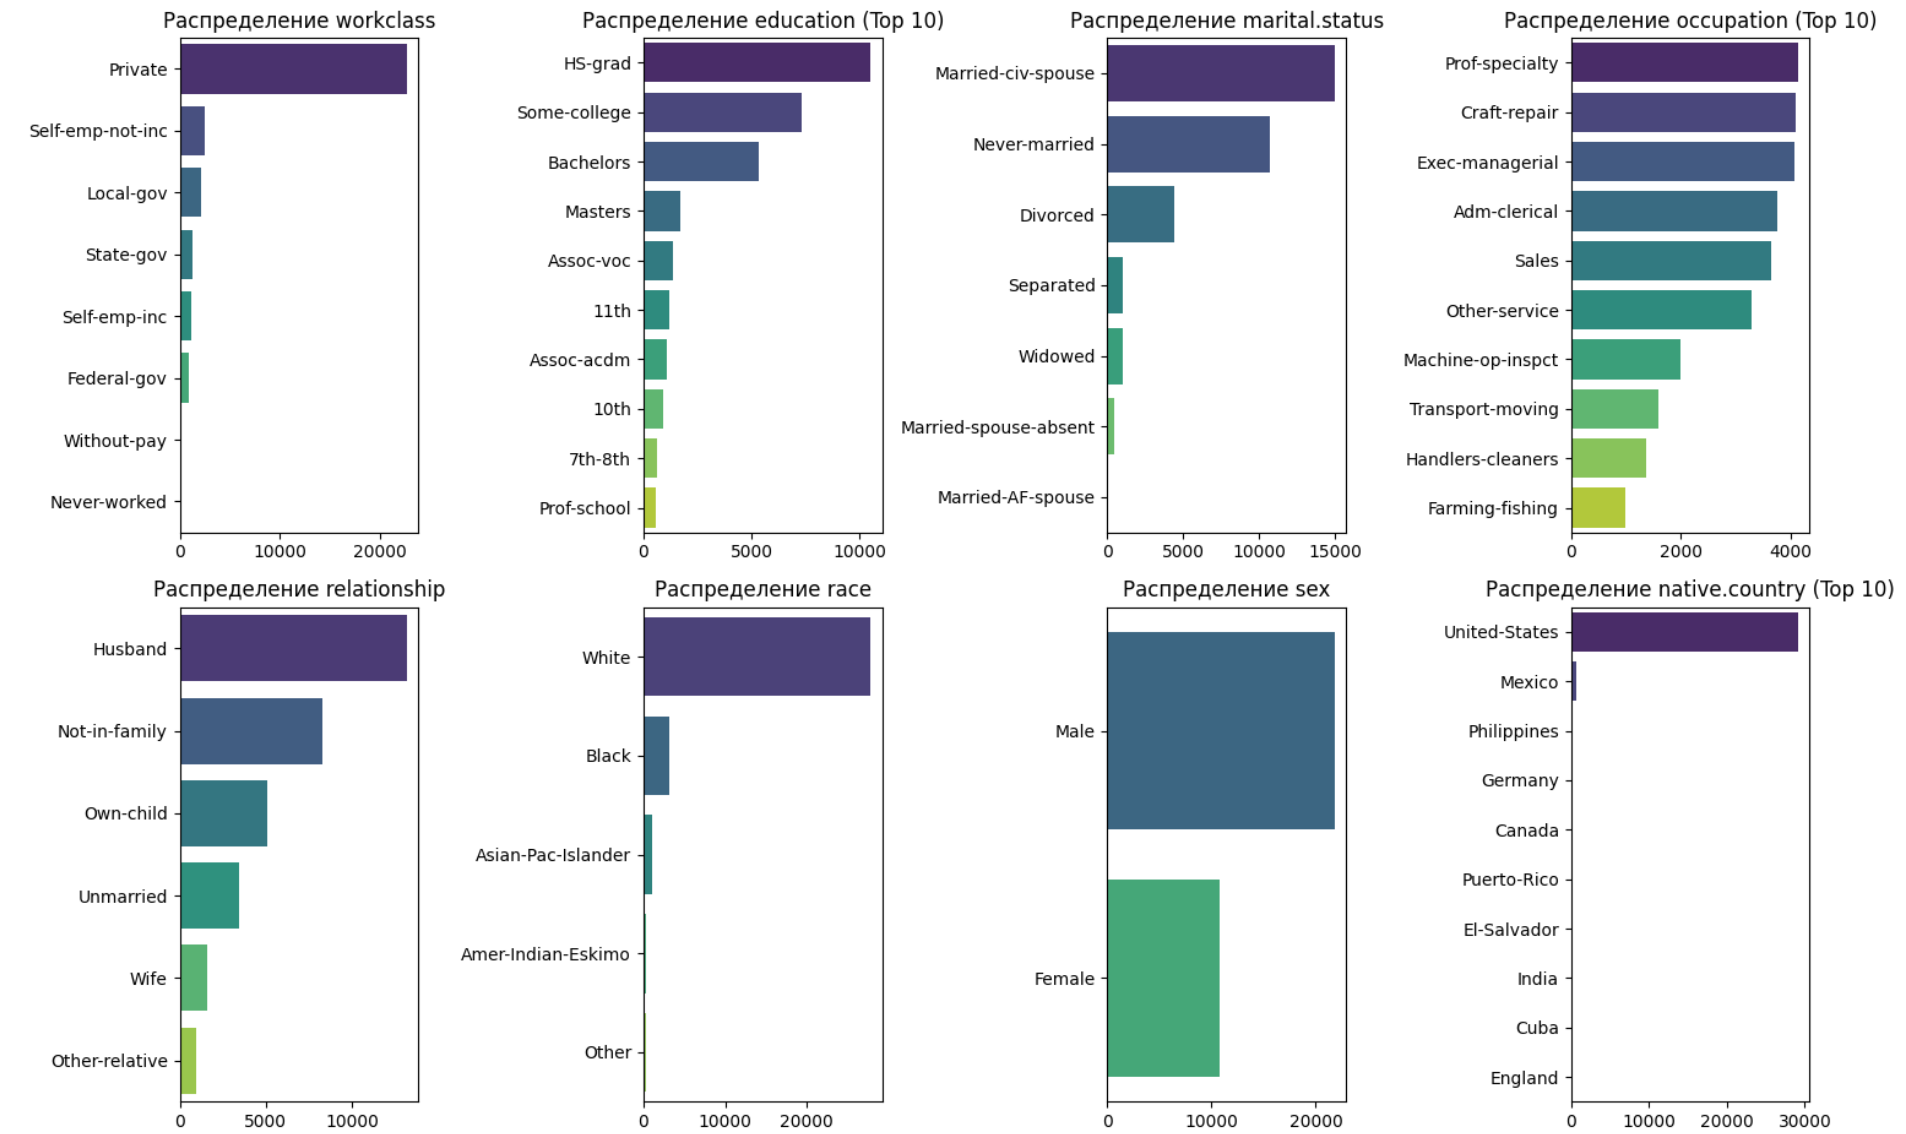 Распределение workclass
Private
Self-emp-not-inc
Local-gov
State-gov
Self-emp-inc
Federal-gov
Without-pay
Never-worked
0 10000 20000
Распределение education (Top 10)
HS-grad
Some-college
Bachelors
Masters
Assoc-voc
11th
Assoc-acdm
10th
7th-8th
Prof-school
0 5000 10000
Распределение marital.status
Married-civ-spouse
Never-married
Divorced
Separated
Widowed
Married-spouse-absent
Married-AF-spouse
0 5000 10000 15000
Распределение occupation (Top 10)
Prof-specialty
Craft-repair
Exec-managerial
Adm-clerical
Sales
Other-service
Machine-op-inspct
Transport-moving
Handlers-cleaners
Farming-fishing
0 2000 4000
Распределение relationship
Husband
Not-in-family
Own-child
Unmarried
Wife
Other-relative
0 5000 10000
Распределение race
White
Black
Asian-Pac-Islander
Amer-Indian-Eskimo
Other
0 10000 20000
Распределение sex
Male
Female
0 10000 20000
Распределение native.country (Top 10)
United-States
Mexico
Philippines
Germany
Canada
Puerto-Rico
El-Salvador
India
Cuba
England
0 10000 20000 30000